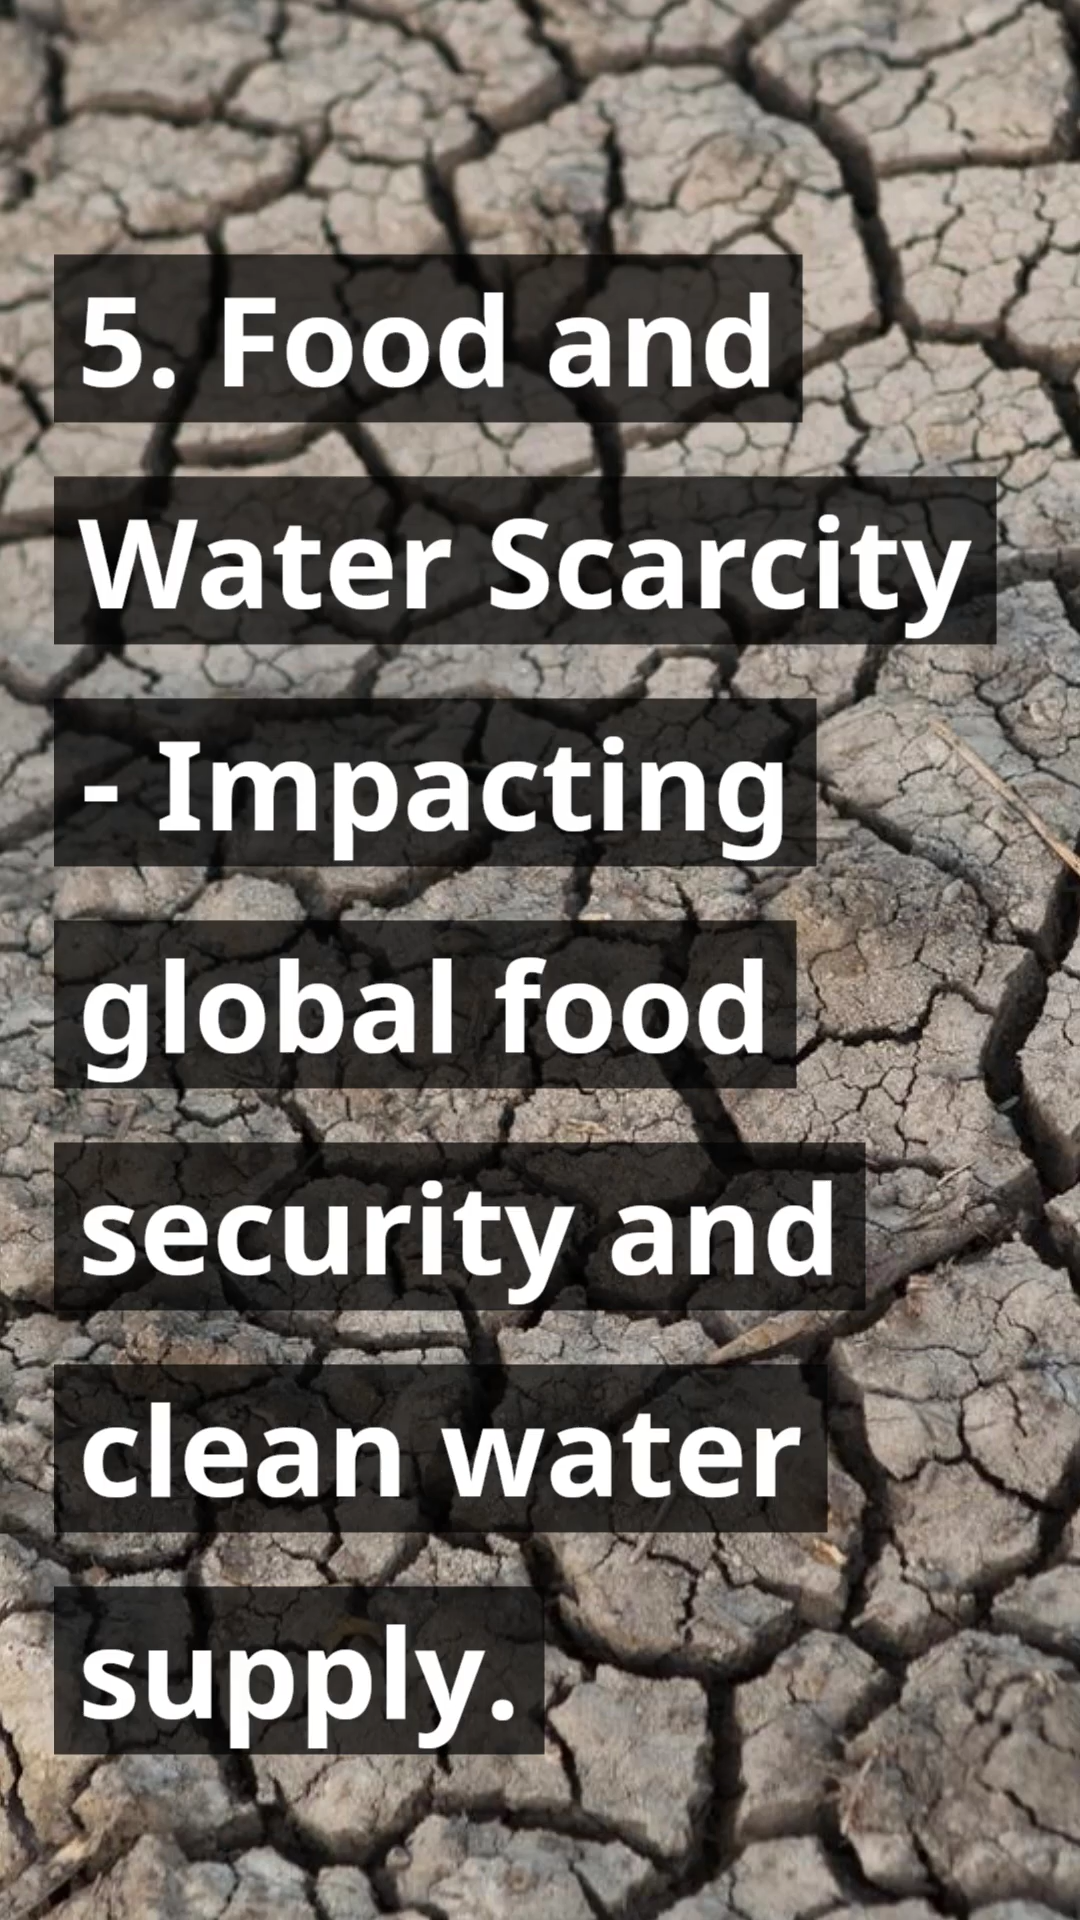 5. Food and
Water Scarcity
- Impacting
global food
security and
clean water
supply.